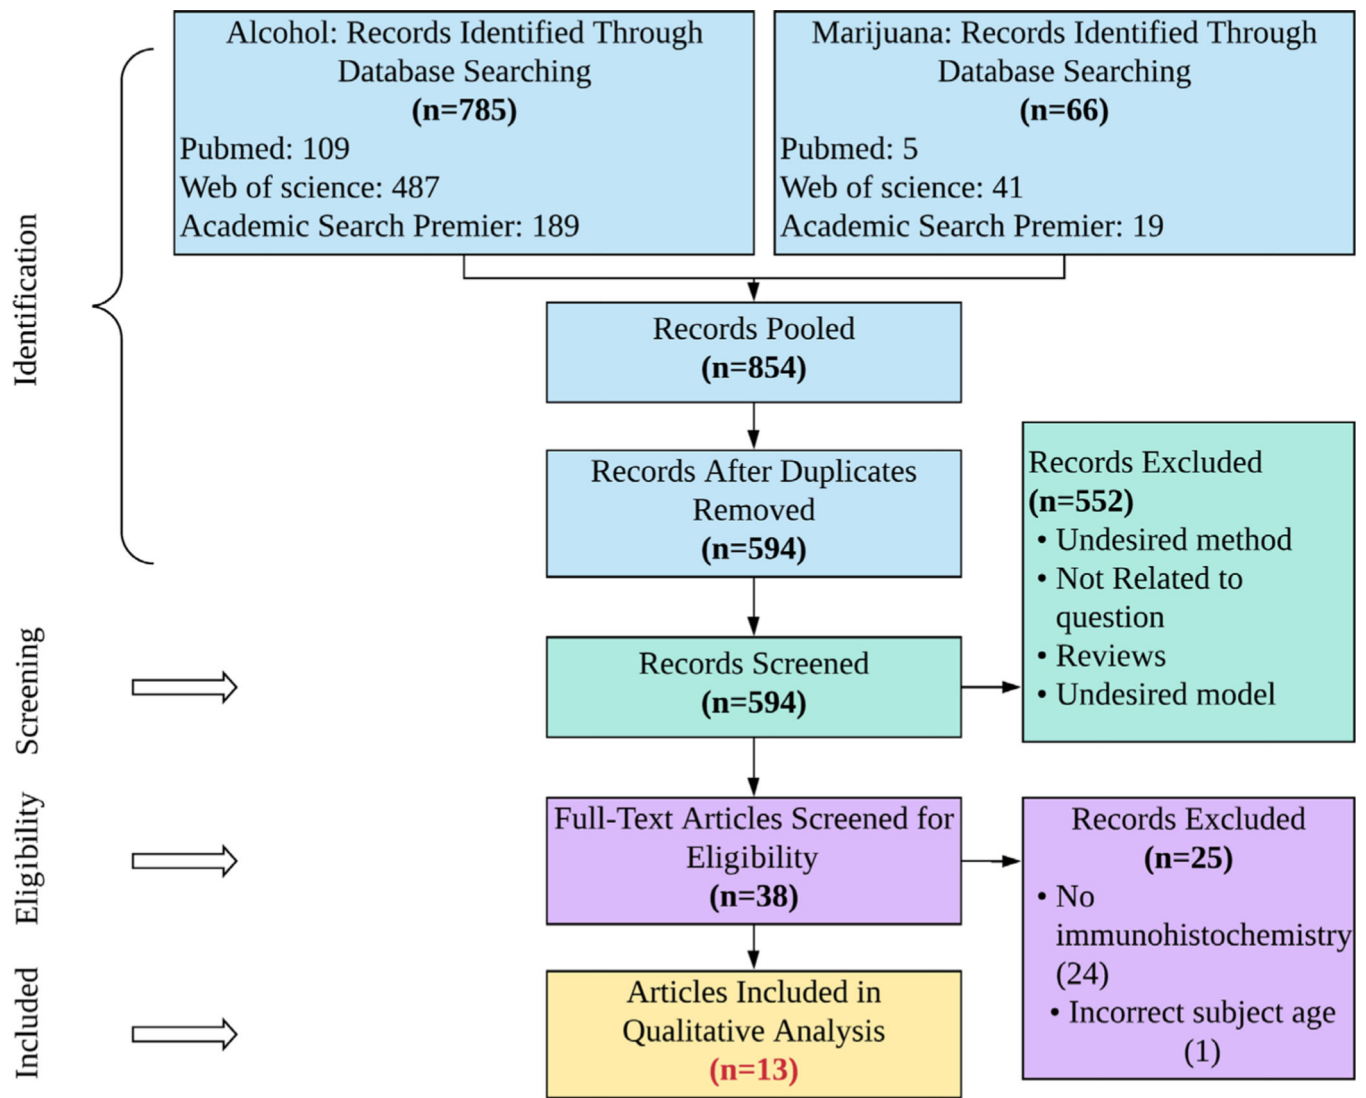 Alcohol: Records Identified Through
Database Searching
(n=785)
Pubmed: 109
Web of science: 487
Academic Search Premier: 189
Marijuana: Records Identified Through
Database Searching
(n=66)
Pubmed: 5
Web of science: 41
Academic Search Premier: 19
Identification
Records Pooled
(n=854)
Records After Duplicates
Removed
(n=594)
Records Excluded
(n=552)
• Undesired method
• Not Related to
question
• Reviews
• Undesired model
Screening
Records Screened
(n=594)
Eligibility
Full-Text Articles Screened for
Eligibility
(n=38)
Records Excluded
(n=25)
• No
immunohistochemistry
(24)
• Incorrect subject age
(1)
Included
Articles Included in
Qualitative Analysis
(n=13)